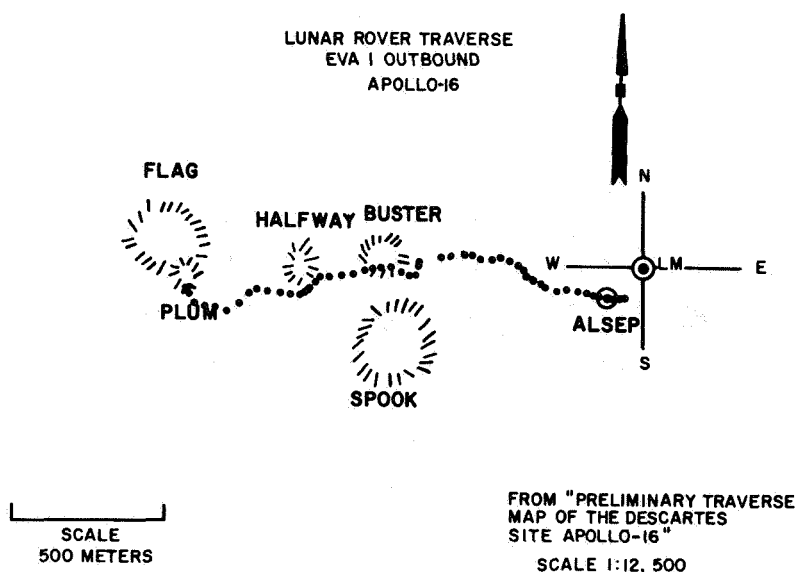 LUNAR ROVER TRAVERSE
EVA I OUTBOUND
APOLLO-16
N
FLAG
HALFWAY
BUSTER
W
LM
E
PLUM
ALSEP
S
SPOOK
SCALE
500 METERS
FROM "PRELIMINARY TRAVERSE
MAP OF THE DESCARTES
SITE APOLLO-16"
SCALE 1:12, 500